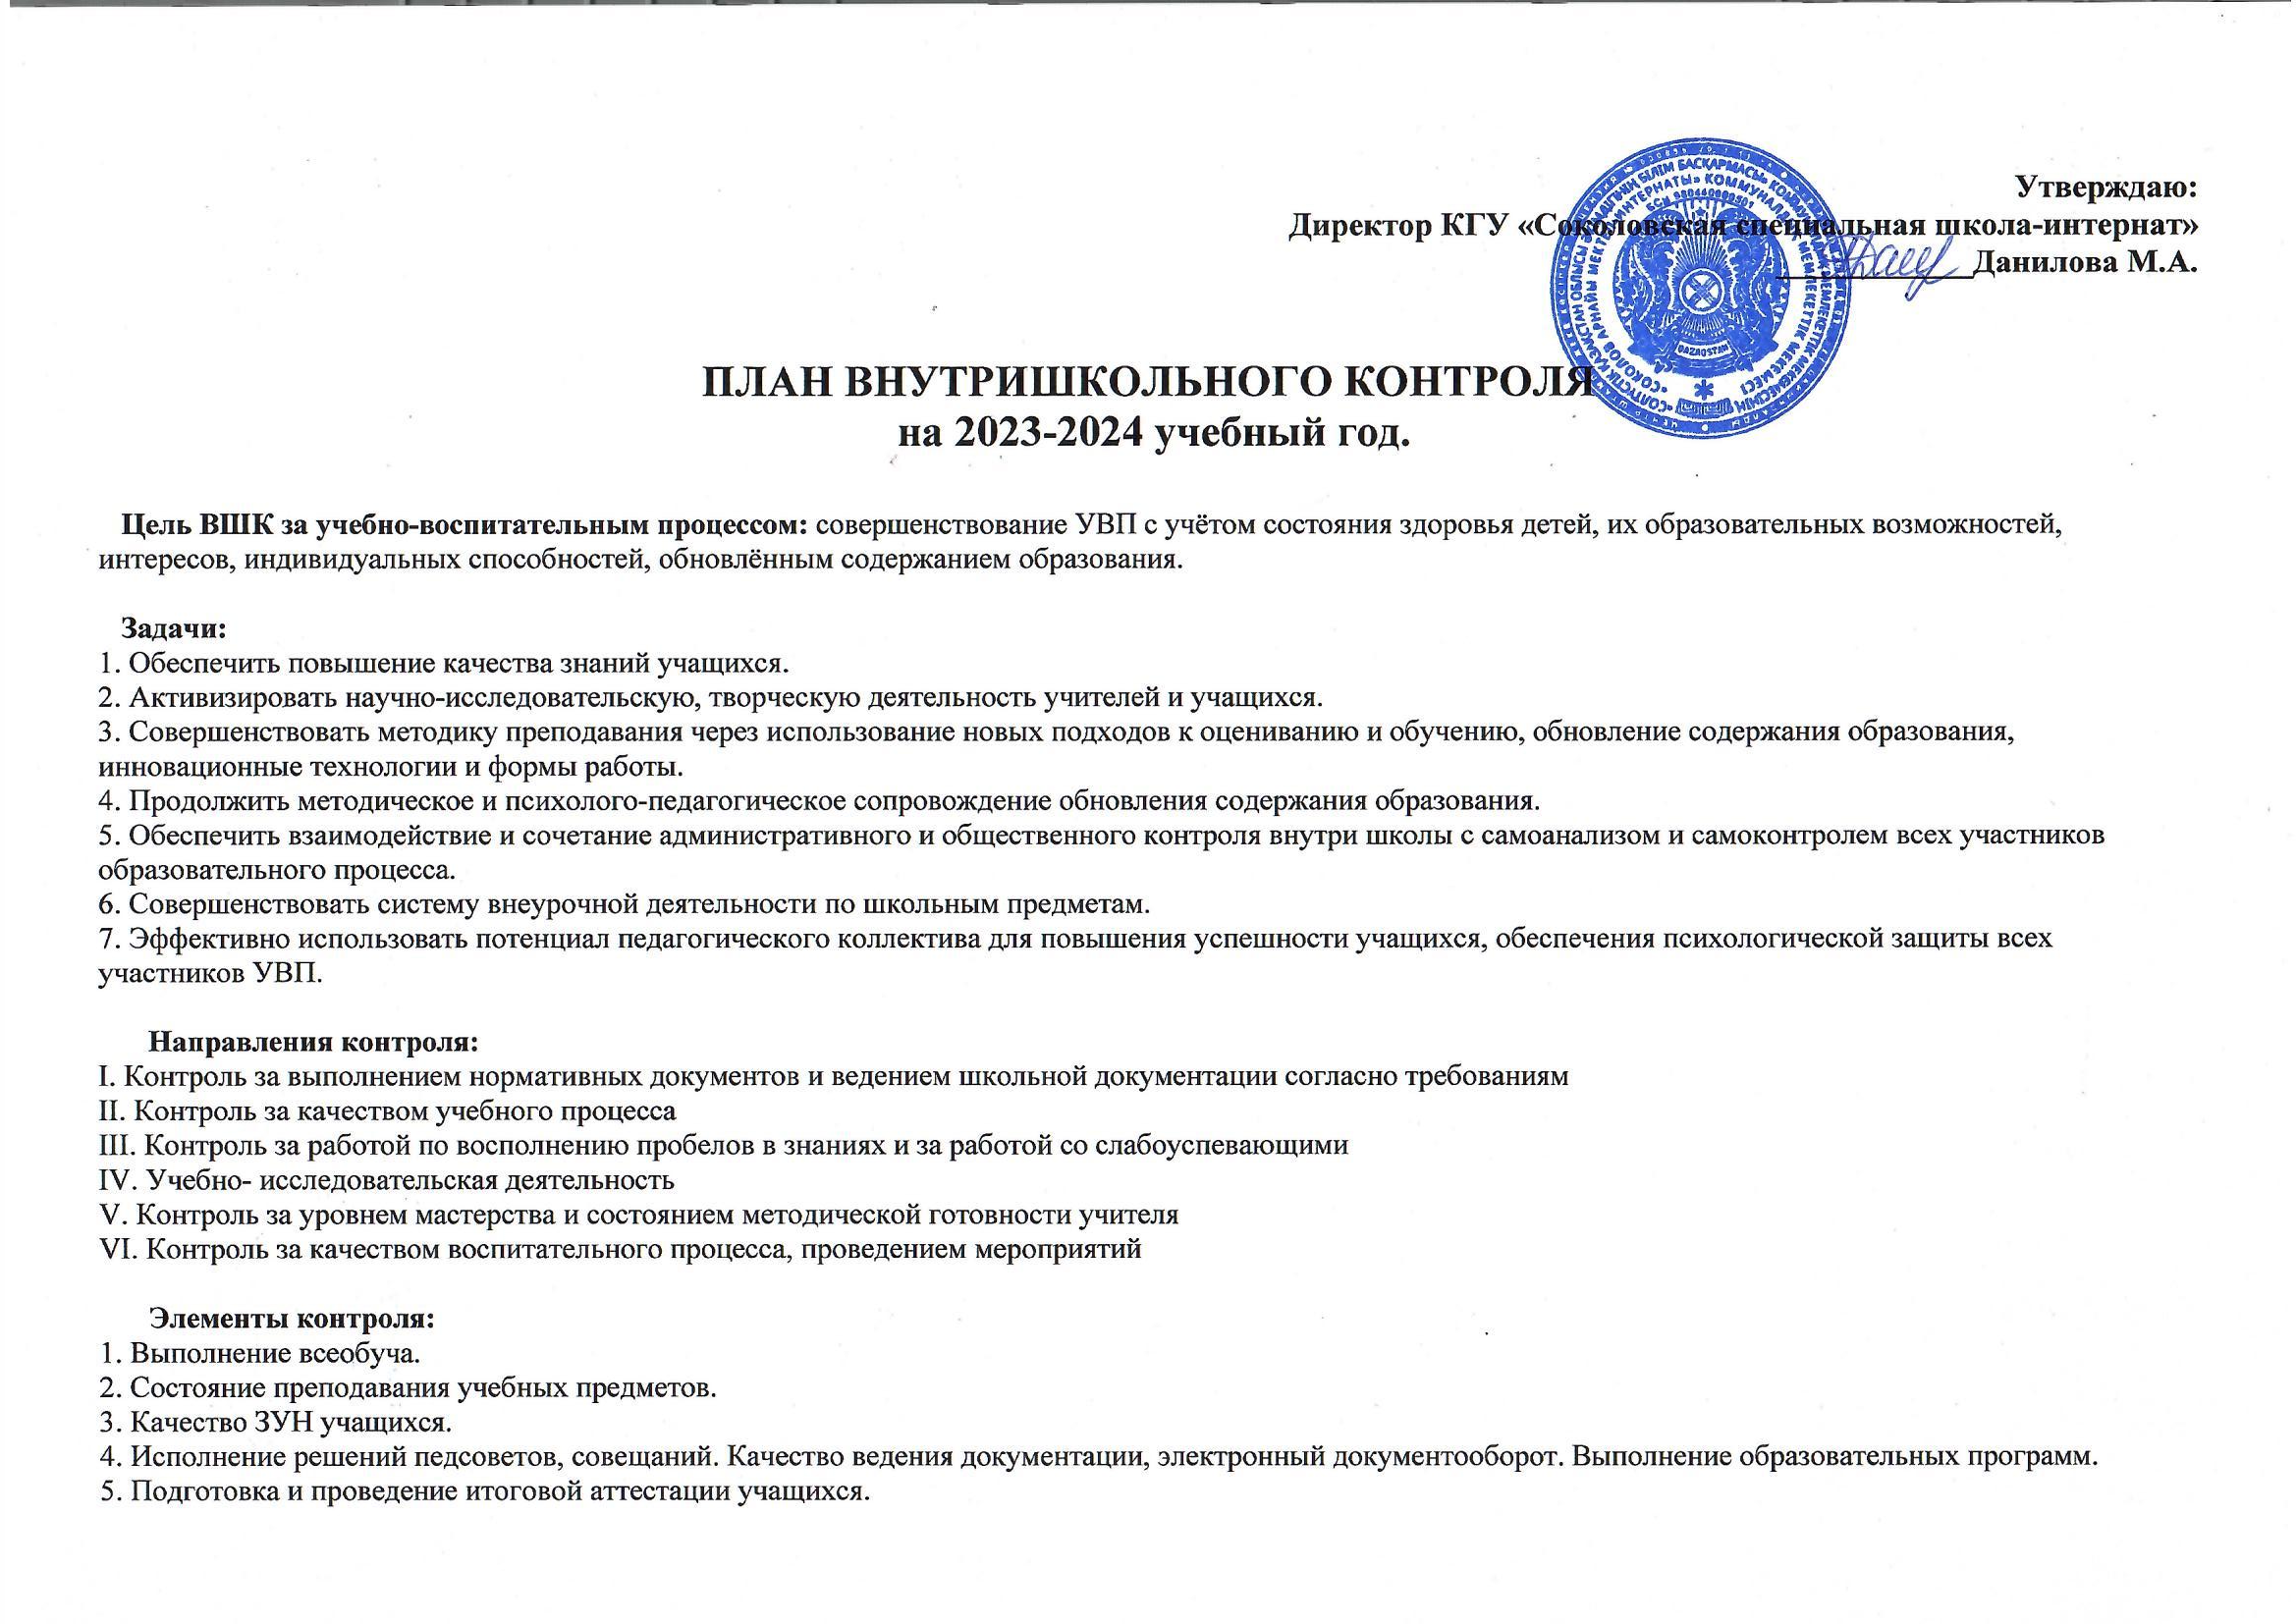 Утверждаю:
Директор КГУ «Соколовская специальная школа-интернат»
Данилова М.А.
ПЛАН ВНУТРИШКОЛЬНОГО КОНТРОЛЯ
на 2023-2024 учебный год.
Цель ВШК за учебно-воспитательным процессом: совершенствование УВП с учётом состояния здоровья детей, их образовательных возможностей,
интересов, индивидуальных способностей, обновлённым содержанием образования.
Задачи:
1. Обеспечить повышение качества знаний учащихся.
2. Активизировать научно-исследовательскую, творческую деятельность учителей и учащихся.
3. Совершенствовать методику преподавания через использование новых подходов к оцениванию и обучению, обновление содержания образования,
инновационные технологии и формы работы.
4. Продолжить методическое и психолого-педагогическое сопровождение обновления содержания образования.
5. Обеспечить взаимодействие и сочетание административного и общественного контроля внутри школы с самоанализом и самоконтролем всех участников
образовательного процесса.
6. Совершенствовать систему внеурочной деятельности по школьным предметам.
7. Эффективно использовать потенциал педагогического коллектива для повышения успешности учащихся, обеспечения психологической защиты всех
участников УВП.
Направления контроля:
I. Контроль за выполнением нормативных документов и ведением школьной документации согласно требованиям
II. Контроль за качеством учебного процесса
III. Контроль за работой по восполнению пробелов в знаниях и за работой со слабоуспевающими
IV. Учебно- исследовательская деятельность
V. Контроль за уровнем мастерства и состоянием методической готовности учителя
VI. Контроль за качеством воспитательного процесса, проведением мероприятий
Элементы контроля:
1. Выполнение всеобуча.
2. Состояние преподавания учебных предметов.
3. Качество ЗУН учащихся.
4. Исполнение решений педсоветов, совещаний. Качество ведения документации, электронный документооборот. Выполнение образовательных программ.
5. Подготовка и проведение итоговой аттестации учащихся.
QAZAQSTAN